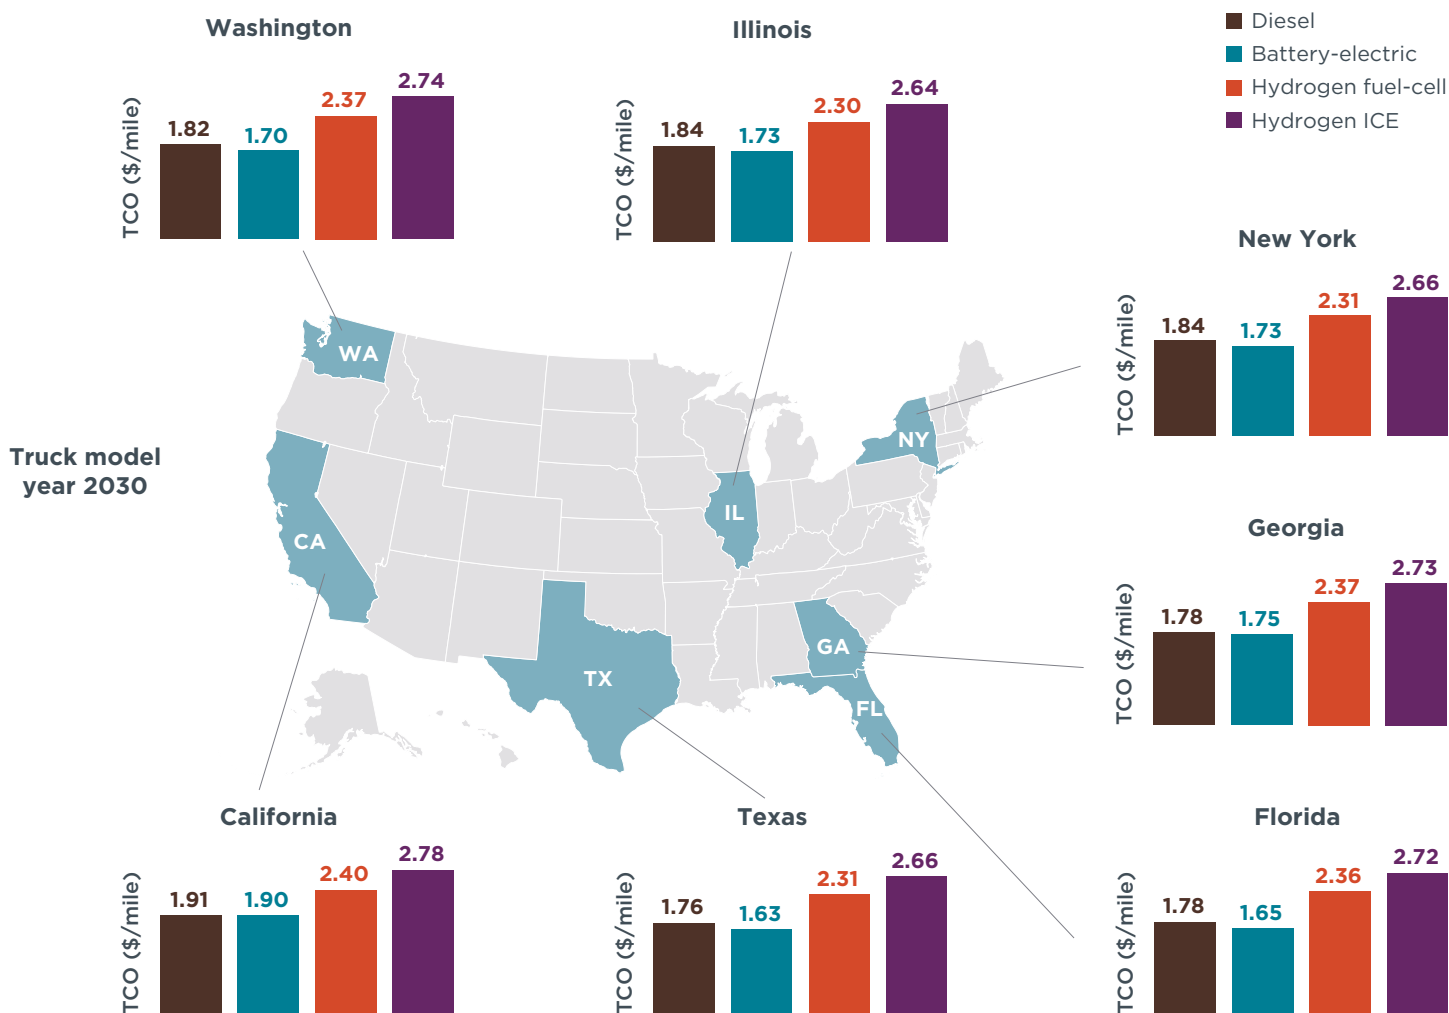 Washington
TCO ($/mile)
1.82
1.70
2.37
2.74
Illinois
TCO ($/mile)
1.84
1.73
2.30
2.64
Diesel
Battery-electric
Hydrogen fuel-cell
Hydrogen ICE
New York
TCO ($/mile)
1.84
1.73
2.31
2.66
Truck model
year 2030
WA
CA
TX
IL
NY
GA
FL
Georgia
TCO ($/mile)
1.78
1.75
2.37
2.73
California
TCO ($/mile)
1.91
1.90
2.40
2.78
Texas
TCO ($/mile)
1.76
1.63
2.31
2.66
Florida
TCO ($/mile)
1.78
1.65
2.36
2.72